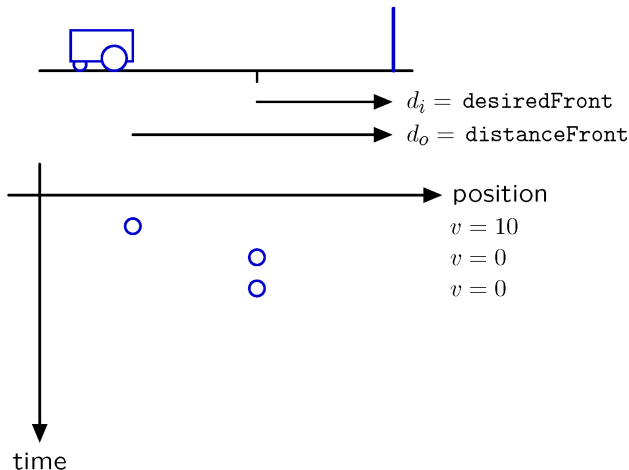 d_i = desiredFront
d_o = distanceFront
position
v = 10
v = 0
v = 0
time